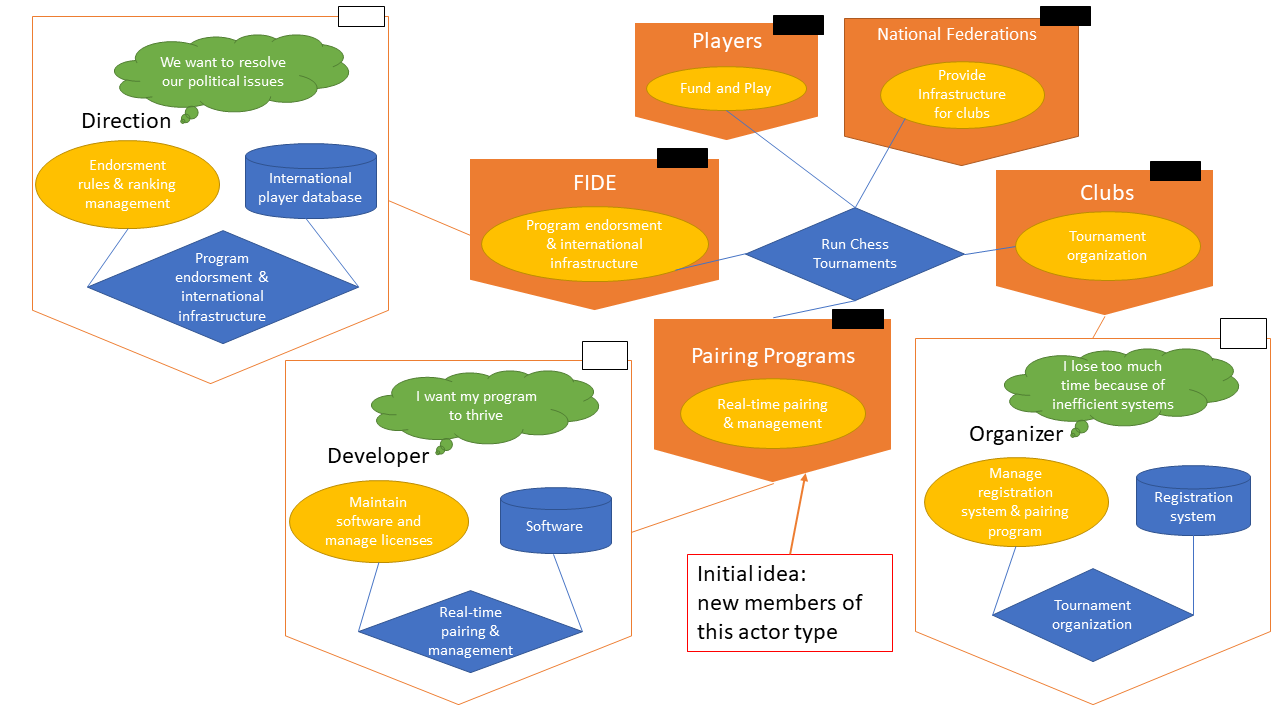 We want to resolve
our political issues
Direction
Endorsment
rules & ranking
management
International
player database
Program
endorsment &
international
infrastructure
Players
Fund and Play
National Federations
Provide
Infrastructure
for clubs
FIDE
Program endorsment
& international
infrastructure
Run Chess
Tournaments
Clubs
Tournament
organization
Pairing Programs
Real-time pairing
& management
I want my program
to thrive
Developer
Maintain
software and
manage licenses
Software
Real-time
pairing &
management
Initial idea:
new members of
this actor type
I lose too much
time because of
inefficient systems
Organizer
Manage
registration
system & pairing
program
Registration
system
Tournament
organization